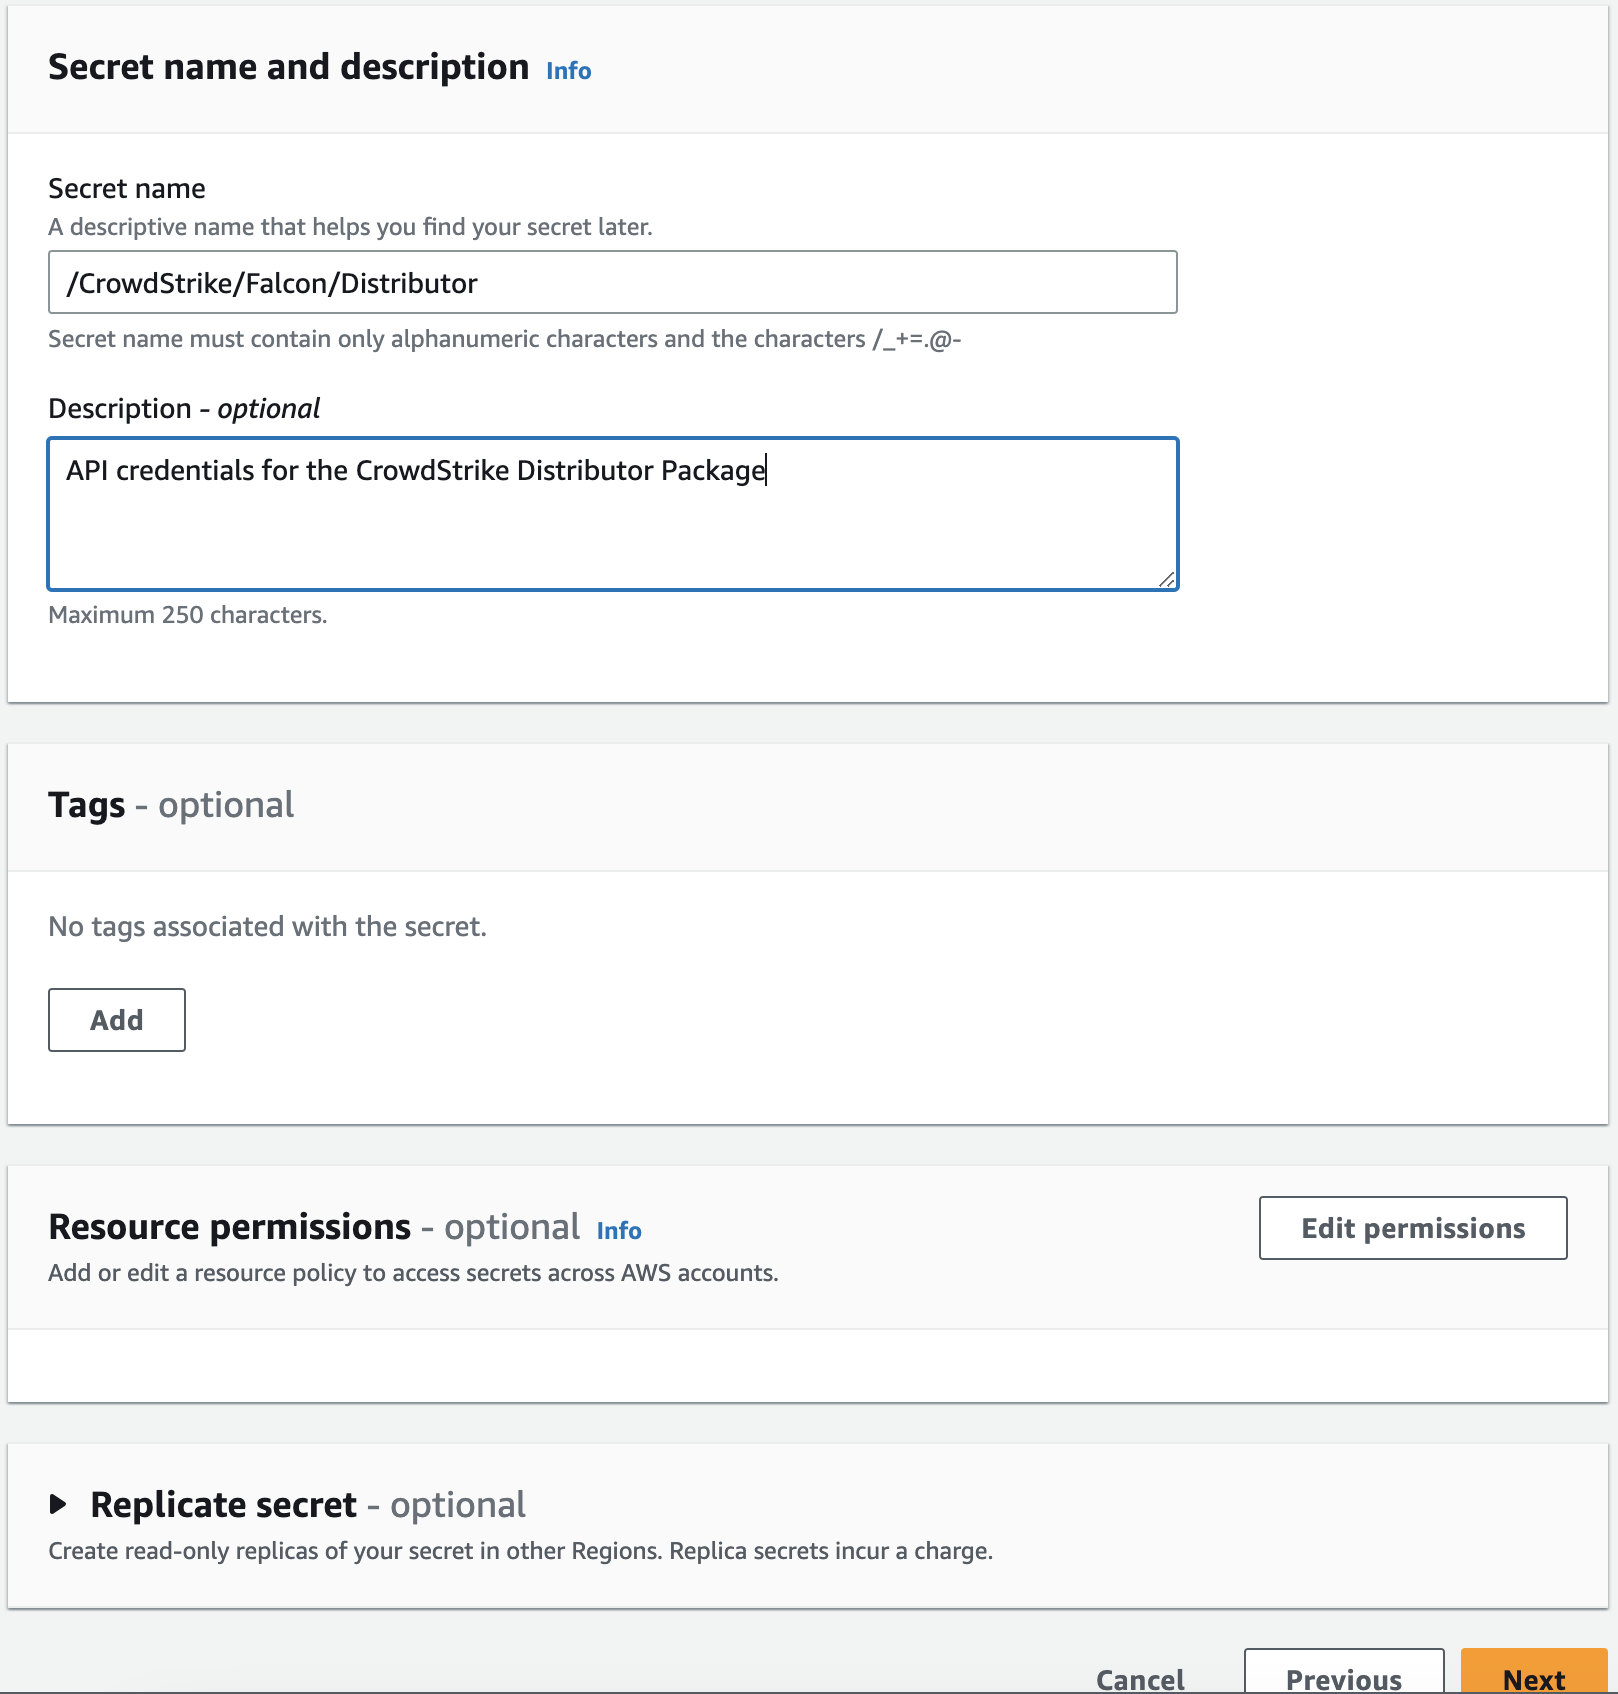 Secret name and description Info
Secret name
A descriptive name that helps you find your secret later.
/CrowdStrike/Falcon/Distributor
Secret name must contain only alphanumeric characters and the characters /_+=.@-
Description - optional
API credentials for the CrowdStrike Distributor Package
Maximum 250 characters.
Tags - optional
No tags associated with the secret.
Add
Resource permissions - optional Info
Edit permissions
Add or edit a resource policy to access secrets across AWS accounts.
Replicate secret - optional
Create read-only replicas of your secret in other Regions. Replica secrets incur a charge.
Cancel Previous Next